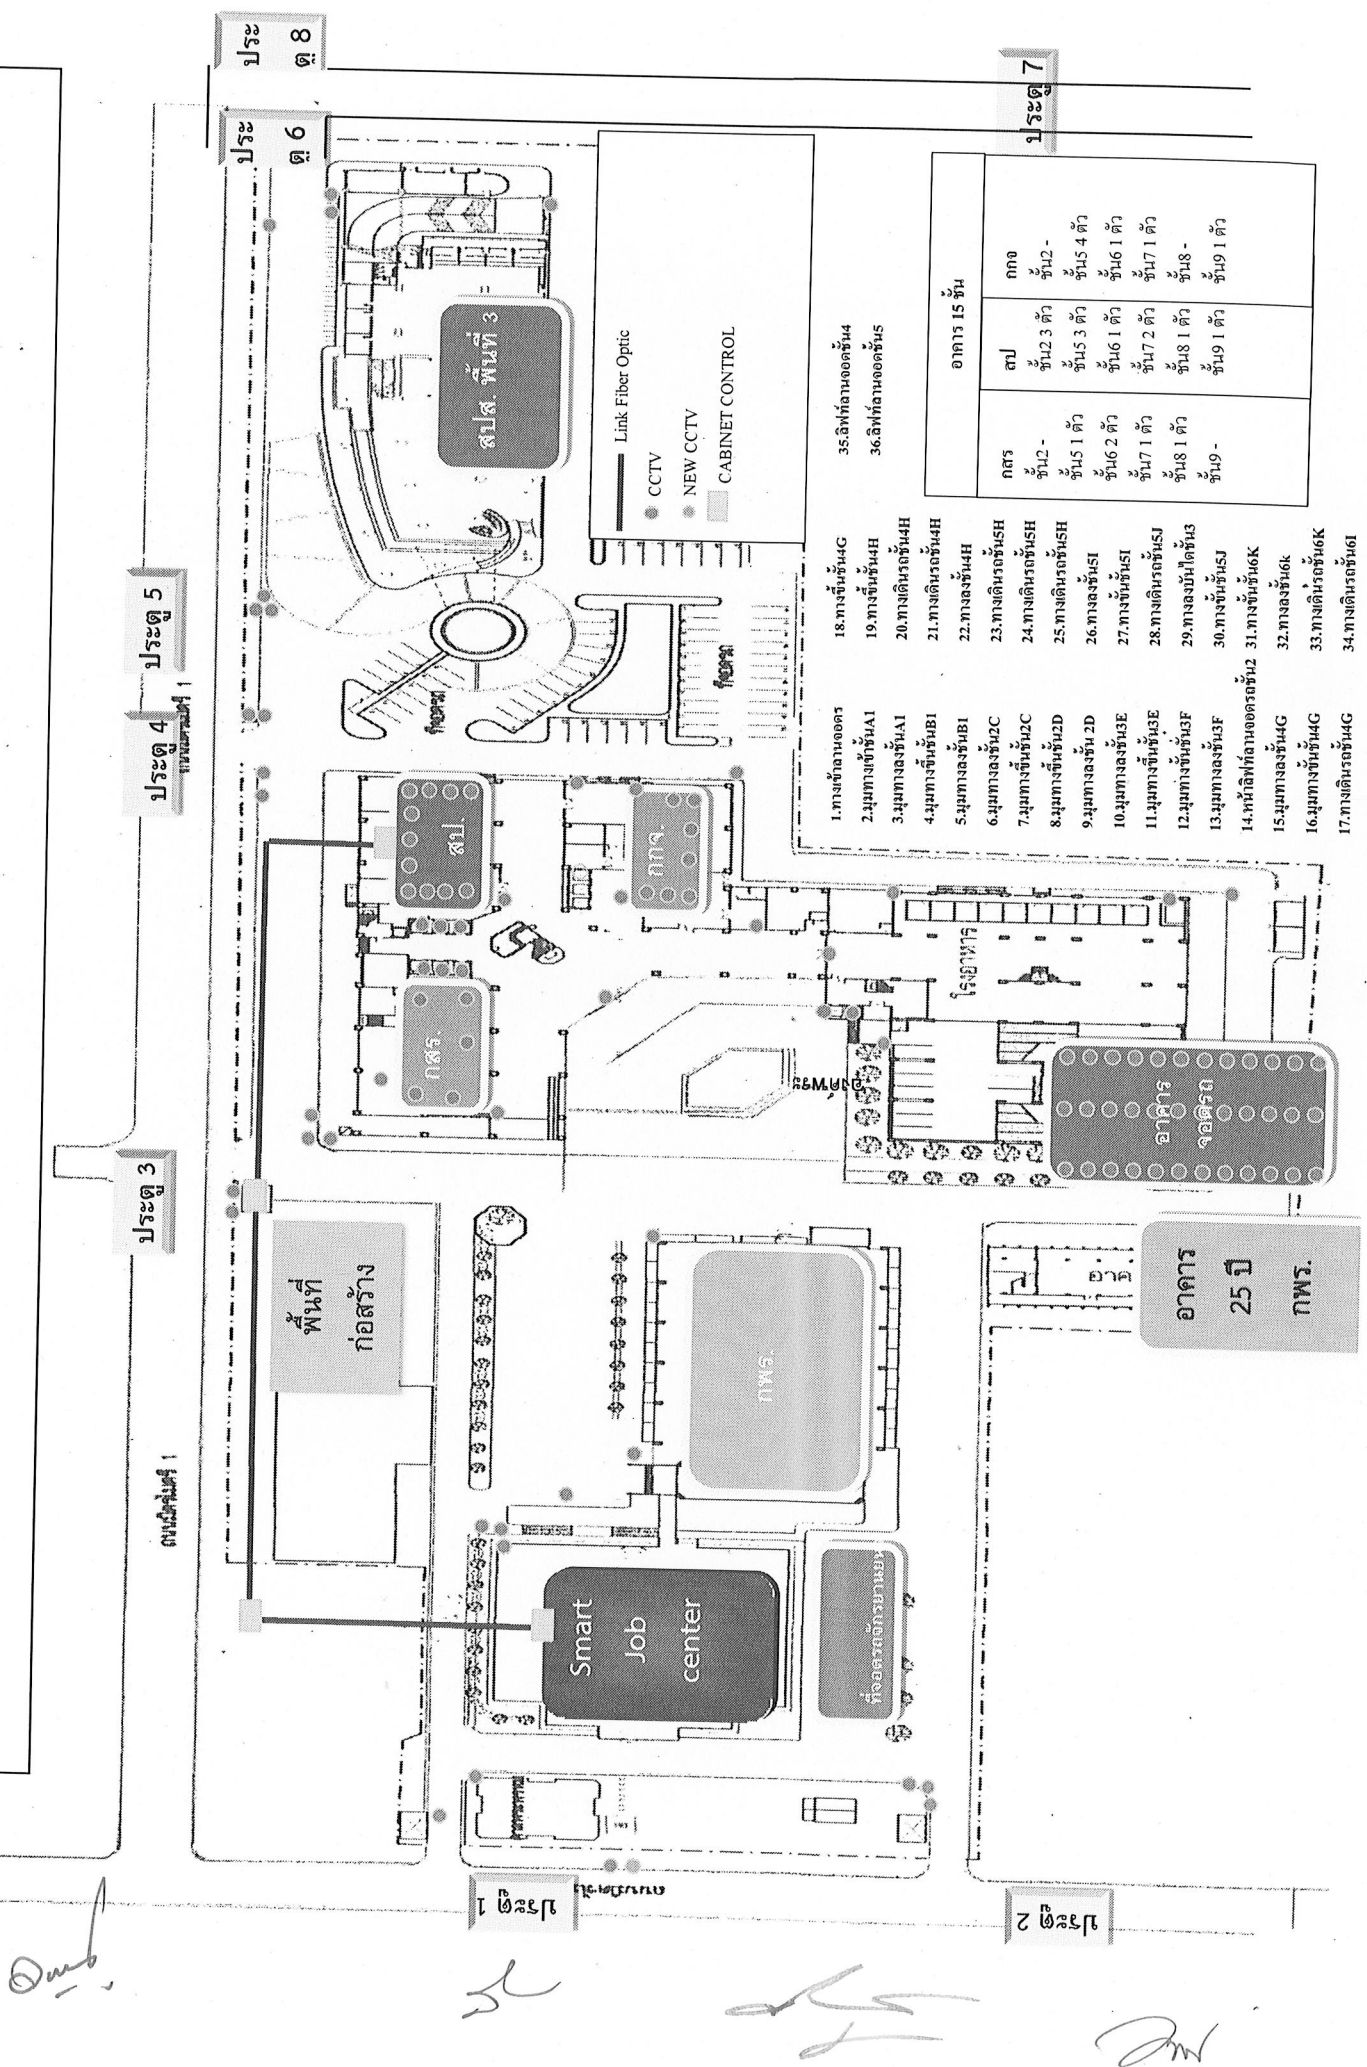 ประ
ตู 8
ประ
ตู 6
ประตู 7
ประตู 5
ประตู 4
ประตู 3
สปส. พื้นที่ 3
Link Fiber Optic
CCTV
NEW CCTV
CABINET CONTROL
ที่จอดรถ
ที่จอดรถ
สป.
กกจ.
กสร.
โรงอาหาร
องค์พระ
อาคาร
จอดรถ
พื้นที่
ก่อสร้าง
Smart
Job
center
อาคาร
25 ปี
กพร.
ถนนมิตรไมตรี 1
ประตู 1
ประตู 2
1.ทางเข้าลานจอดร
2.มุมทางเข้าชั้นA1
3.มุมทางลงชั้นA1
4.มุมทางขึ้นชั้นB1
5.มุมทางลงชั้นB1
6.มุมทางลงชั้น2C
7.มุมทางขึ้นชั้น2C
8.มุมทางขึ้นชั้น2D
9.มุมทางลงชั้น 2D
10.มุมทางลงชั้น3E
11.มุมทางขึ้นชั้น3E
12.มุมทางขึ้นชั้น3F
13.มุมทางลงชั้น3F
14.หน้าลิฟท์ลานจอดรถชั้น2
15.มุมทางลงชั้น4G
16.มุมทางขึ้นชั้น4G
17.ทางเดินรถชั้น4G
18.ทางขึ้นชั้น4G
19.ทางขึ้นชั้น4H
20.ทางเดินรถชั้น4H
21.ทางเดินรถชั้น4H
22.ทางลงชั้น4H
23.ทางเดินรถชั้น5H
24.ทางเดินรถชั้น5H
25.ทางเดินรถชั้น5H
26.ทางลงชั้น5I
27.ทางขึ้นชั้น5I
28.ทางเดินรถชั้น5J
29.ทางลงบันไดชั้น3
30.ทางขึ้นชั้น5J
31.ทางขึ้นชั้น6K
32.ทางลงชั้น6k
33.ทางเดินรถชั้น6K
34.ทางเดินรถชั้น6I
35.ลิฟท์ลานจอดชั้น4
36.ลิฟท์ลานจอดชั้น5
อาคาร 15 ชั้น
กสร สป กกจ
ชั้น2 - ชั้น2 3 ตัว ชั้น2 -
ชั้น5 1 ตัว ชั้น5 3 ตัว ชั้น5 4 ตัว
ชั้น6 2 ตัว ชั้น6 1 ตัว ชั้น6 1 ตัว
ชั้น7 1 ตัว ชั้น7 2 ตัว ชั้น7 1 ตัว
ชั้น8 1 ตัว ชั้น8 1 ตัว ชั้น8 -
ชั้น9 - ชั้น9 1 ตัว ชั้น9 1 ตัว